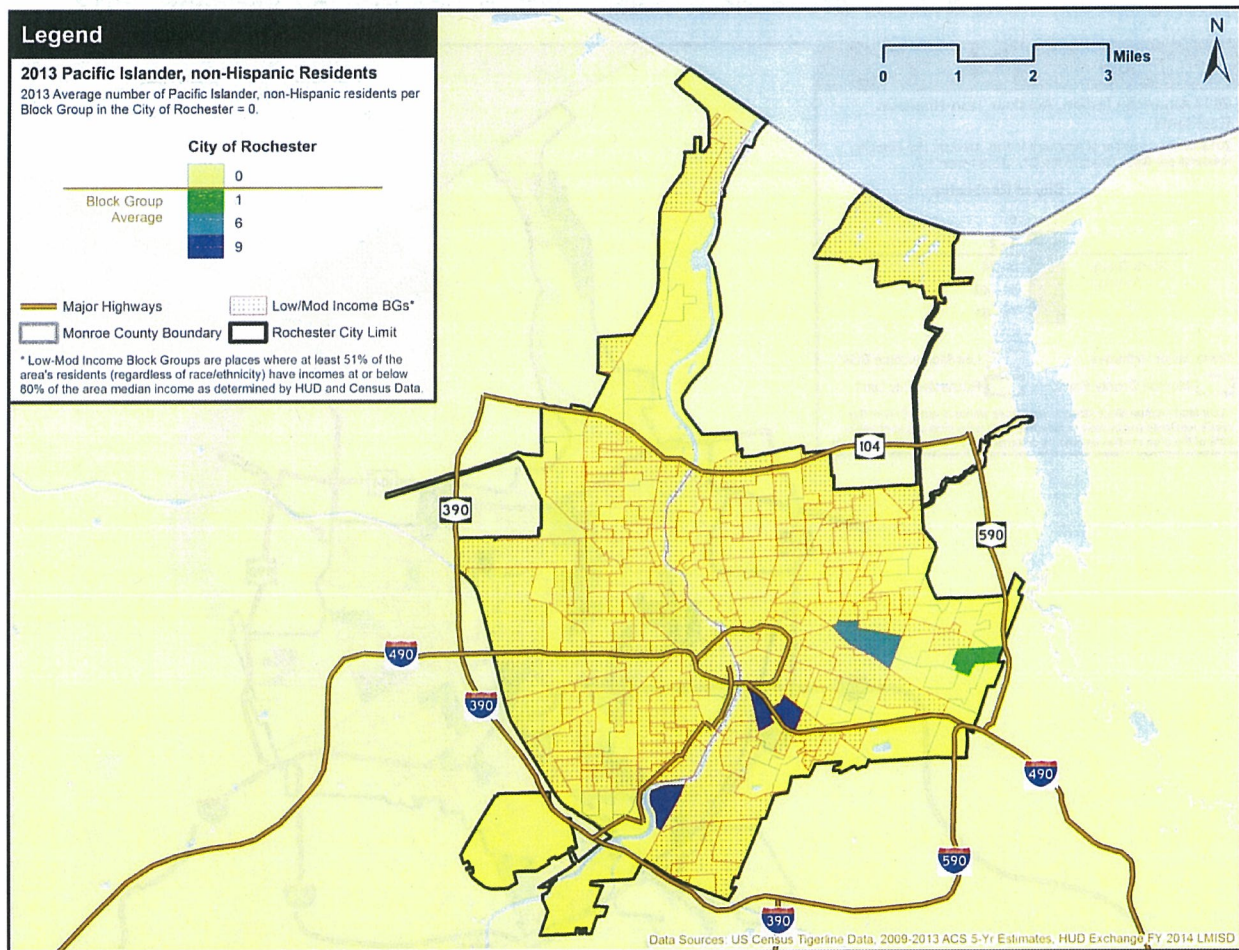 Legend
2013 Pacific Islander, non-Hispanic Residents
2013 Average number of Pacific Islander, non-Hispanic residents per
Block Group in the City of Rochester = 0.
City of Rochester
0
Block Group
Average
1
6
9
Major Highways
Low/Mod Income BGs*
Monroe County Boundary
Rochester City Limit
* Low-Mod Income Block Groups are places where at least 51% of the
area's residents (regardless of race/ethnicity) have incomes at or below
80% of the area median income as determined by HUD and Census Data.
N
Miles
0 1 2 3
104
390
590
490
390
490
590
390
Data Sources: US Census Tigerline Data, 2009-2013 ACS 5-Yr Estimates, HUD Exchange FY 2014 LMISD